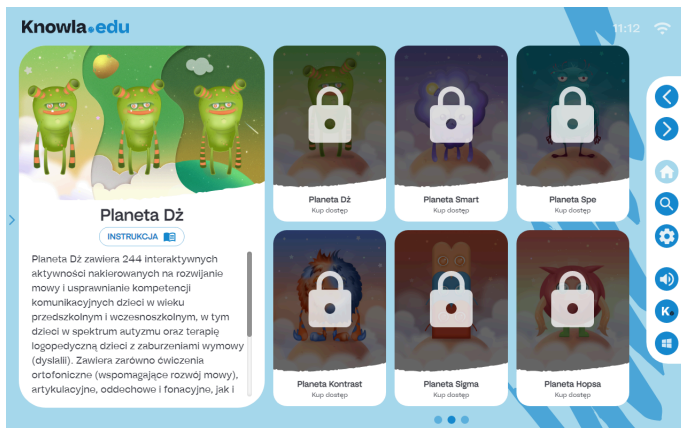 Knowla.edu
11:12
Planeta Dż
INSTRUKCJA
Planeta Dż zawiera 244 interaktywnych
aktywności nakierowanych na rozwijanie
mowy i usprawnianie kompetencji
komunikacyjnych dzieci w wieku
przedszkolnym i wczesnoszkolnym, w tym
dzieci w spektrum autyzmu oraz terapię
logopedyczną dzieci z zaburzeniami wymowy
(dyslalii). Zawiera zarówno ćwiczenia
ortofoniczne (wspomagające rozwój mowy),
artykulacyjne, oddechowe i fonacyjne, jak i
Planeta Dż
Kup dostęp
Planeta Smart
Kup dostęp
Planeta Spe
Kup dostęp
Planeta Kontrast
Kup dostęp
Planeta Sigma
Kup dostęp
Planeta Hopsa
Kup dostęp
K